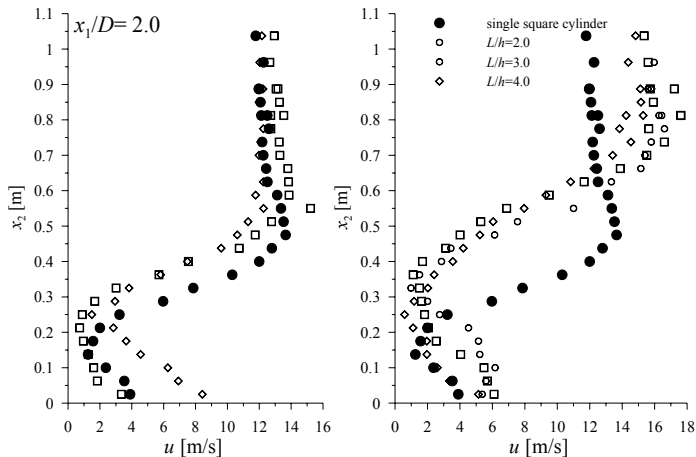 x₁/D= 2.0
x₂ [m]
1.1
1
0.9
0.8
0.7
0.6
0.5
0.4
0.3
0.2
0.1
0
0 2 4 6 8 10 12 14 16
u [m/s]
single square cylinder
L/h=2.0
L/h=3.0
L/h=4.0
x₂ [m]
1.1
1
0.9
0.8
0.7
0.6
0.5
0.4
0.3
0.2
0.1
0
0 2 4 6 8 10 12 14 16 18
u [m/s]